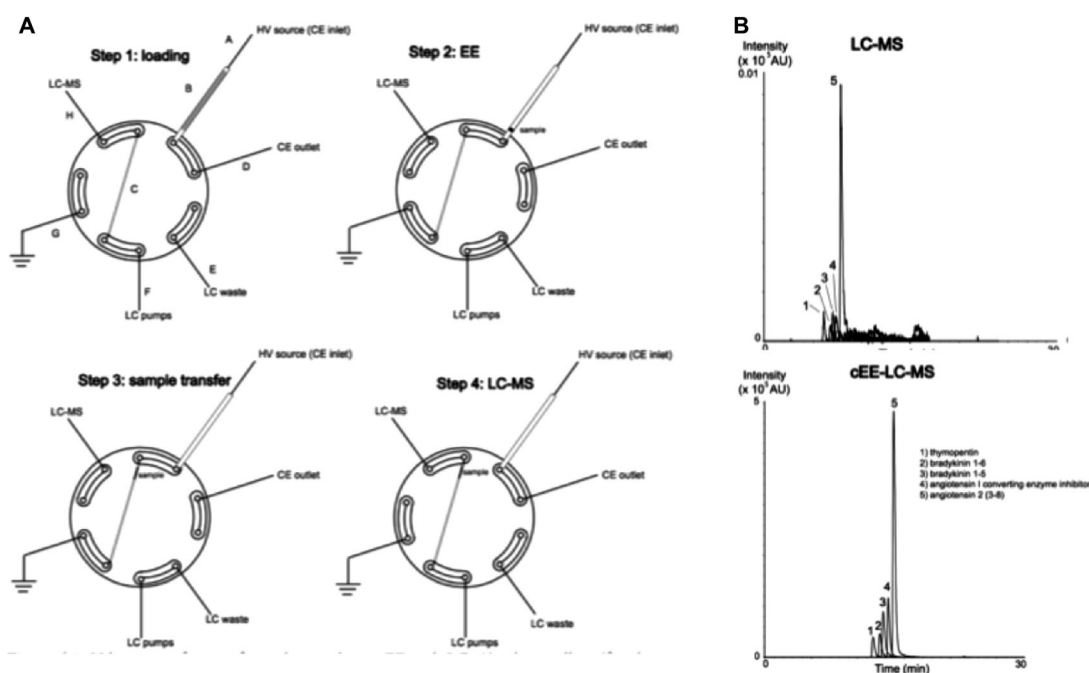 A
Step 1: loading
A
HV source (CE inlet)
LC-MS
B
H
CE outlet
D
C
G
E
F
LC waste
LC pumps
Step 2: EE
HV source (CE inlet)
sample
CE outlet
LC waste
LC pumps
Step 3: sample transfer
HV source (CE inlet)
LC-MS
sample
CE outlet
LC waste
LC pumps
Step 4: LC-MS
HV source (CE inlet)
LC-MS
sample
CE outlet
LC waste
LC pumps
B
LC-MS
Intensity
(x 10⁵ AU)
0.01
5
4
3
2
1
0
0
30
cEE-LC-MS
Intensity
(x 10⁵ AU)
5
5
4
3
2
1
1) thymopentin
2) bradykinin 1-6
3) bradykinin 1-5
4) angiotensin I converting enzyme inhibitor
5) angiotensin 2 (3-8)
0
0
Time (min)
30